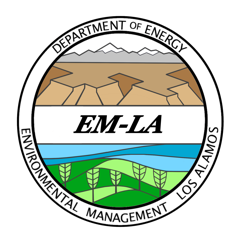 DEPARTMENT OF ENERGY
EM-LA
ENVIRONMENTAL MANAGEMENT LOS ALAMOS